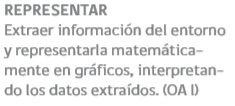 REPRESENTAR
Extraer información del entorno
y representarla matemática-
mente en gráficos, interpretan-
do los datos extraídos. (OA l)